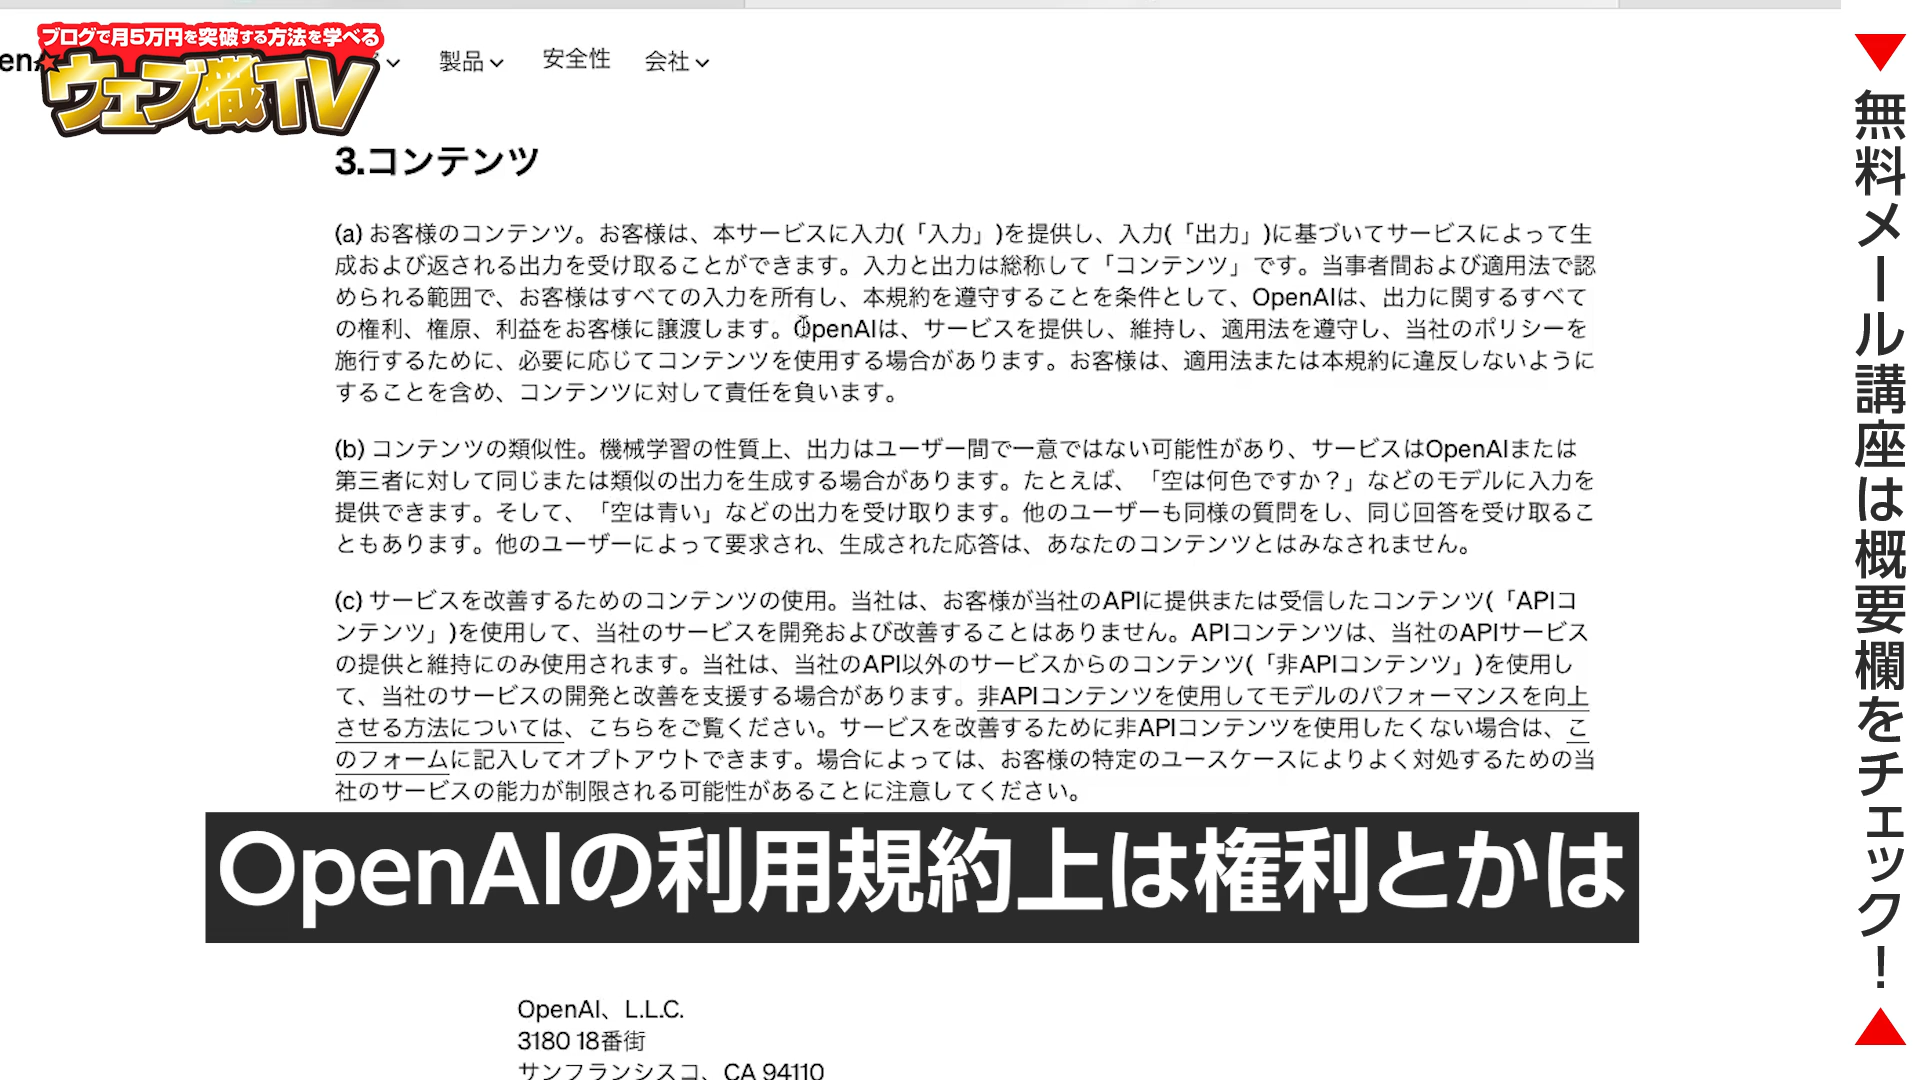 ブログで月5万円を突破する方法を学べる
ウェブ職TV
en
製品
安全性
会社
3.コンテンツ
(a) お客様のコンテンツ。お客様は、本サービスに入力(「入力」)を提供し、入力(「出力」)に基づいてサービスによって生
成および返される出力を受け取ることができます。入力と出力は総称して「コンテンツ」です。当事者間および適用法で認
められる範囲で、お客様はすべての入力を所有し、本規約を遵守することを条件として、OpenAIは、出力に関するすべて
の権利、権原、利益をお客様に譲渡します。OpenAIは、サービスを提供し、維持し、適用法を遵守し、当社のポリシーを
施行するために、必要に応じてコンテンツを使用する場合があります。お客様は、適用法または本規約に違反しないように
することを含め、コンテンツに対して責任を負います。
(b) コンテンツの類似性。機械学習の性質上、出力はユーザー間で一意ではない可能性があり、サービスはOpenAIまたは
第三者に対して同じまたは類似の出力を生成する場合があります。たとえば、「空は何色ですか？」などのモデルに入力を
提供できます。そして、「空は青い」などの出力を受け取ります。他のユーザーも同様の質問をし、同じ回答を受け取るこ
ともあります。他のユーザーによって要求され、生成された応答は、あなたのコンテンツとはみなされません。
(c) サービスを改善するためのコンテンツの使用。当社は、お客様が当社のAPIに提供または受信したコンテンツ(「APIコ
ンテンツ」)を使用して、当社のサービスを開発および改善することはありません。APIコンテンツは、当社のAPIサービス
の提供と維持にのみ使用されます。当社は、当社のAPI以外のサービスからのコンテンツ(「非APIコンテンツ」)を使用し
て、当社のサービスの開発と改善を支援する場合があります。非APIコンテンツを使用してモデルのパフォーマンスを向上
させる方法については、こちらをご覧ください。サービスを改善するために非APIコンテンツを使用したくない場合は、こ
のフォームに記入してオプトアウトできます。場合によっては、お客様の特定のユースケースによりよく対処するための当
社のサービスの能力が制限される可能性があることに注意してください。
OpenAIの利用規約上は権利とかは
OpenAI、L.L.C.
3180 18番街
サンフランシスコ、CA 94110
▼無料メール講座は概要欄をチェック！▲